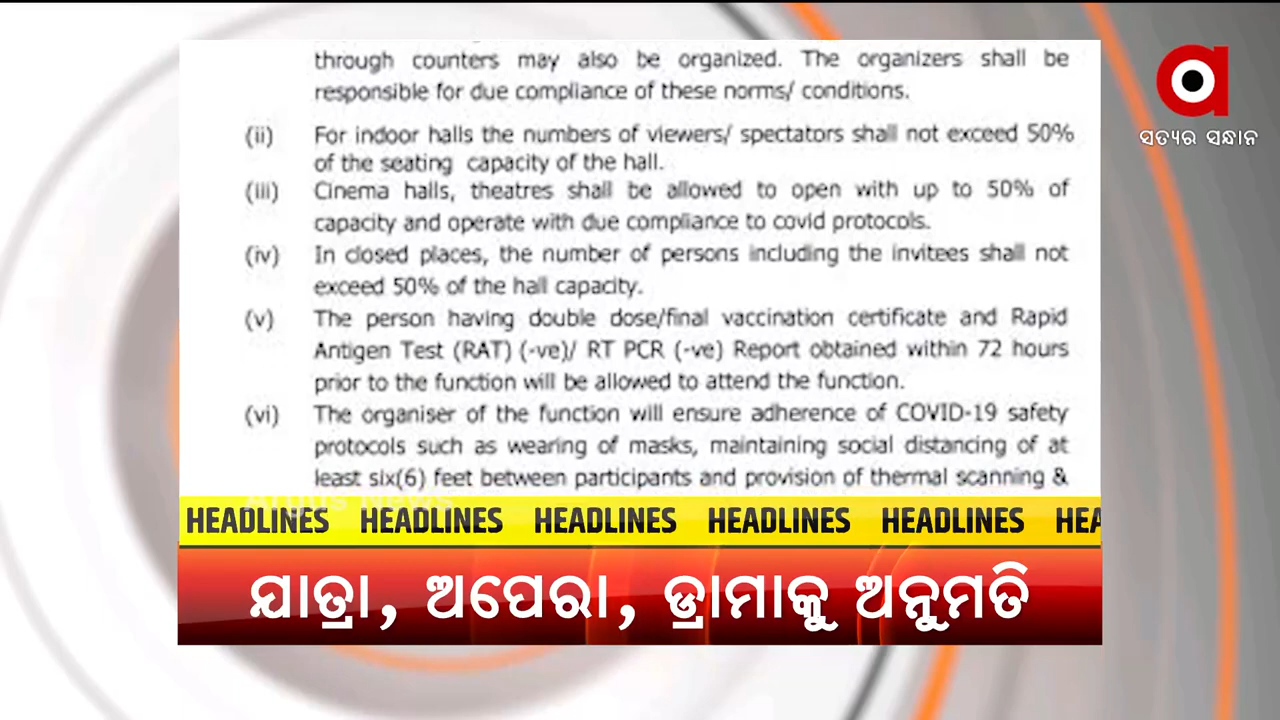 through counters may also be organized. The organizers shall be
responsible for due compliance of these norms/ conditions.
(ii) For indoor halls the numbers of viewers/ spectators shall not exceed 50%
of the seating capacity of the hall.
(iii) Cinema halls, theatres shall be allowed to open with up to 50% of
capacity and operate with due compliance to covid protocols.
(iv) In closed places, the number of persons including the invitees shall not
exceed 50% of the hall capacity.
(v) The person having double dose/final vaccination certificate and Rapid
Antigen Test (RAT) (-ve)/ RT PCR (-ve) Report obtained within 72 hours
prior to the function will be allowed to attend the function.
(vi) The organiser of the function will ensure adherence of COVID-19 safety
protocols such as wearing of masks, maintaining social distancing of at
least six(6) feet between participants and provision of thermal scanning &
a
ସତ୍ୟର ସନ୍ଧାନ
Argus News
HEADLINES HEADLINES HEADLINES HEADLINES HEADLINES HEA
ଯାତ୍ରା, ଅପେରା, ଡ୍ରାମାକୁ ଅନୁମତି